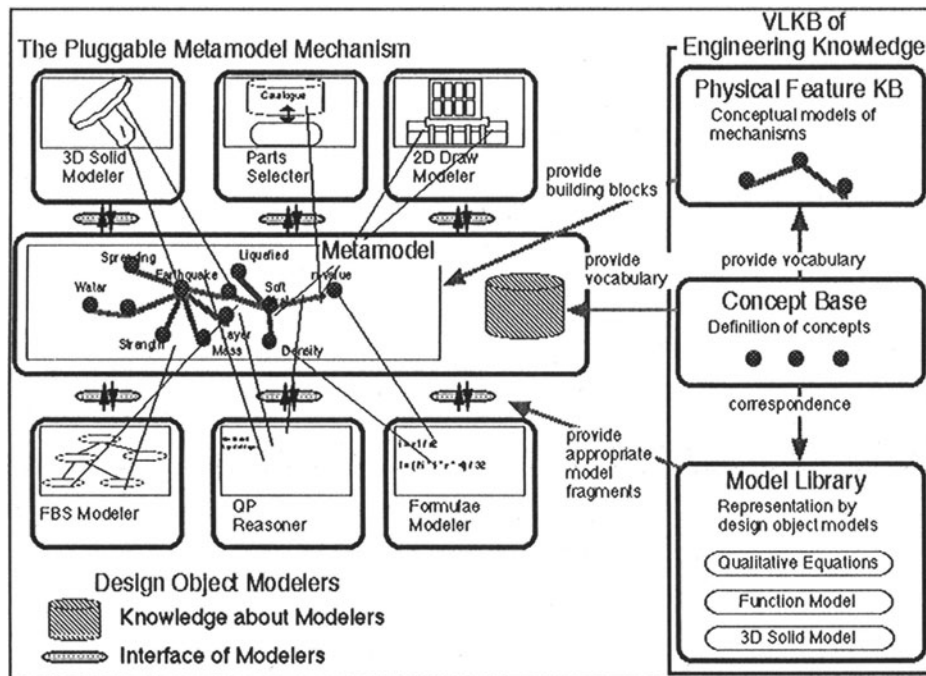 The Pluggable Metamodel Mechanism
VLKB of
Engineering Knowledge
3D Solid
Modeler
Catalogue
Parts
Selecter
2D Draw
Modeler
provide
building blocks
Physical Feature KB
Conceptual models of
mechanisms
Metamodel
Spreading
Liquefied
Earthquake
n-value
Water
Soft
Strength
Layer
Mass
Density
provide
vocabulary
provide vocabulary
Concept Base
Definition of concepts
correspondence
FBS Modeler
QP
Reasoner
Formulae
Modeler
provide
appropriate
model
fragments
Model Library
Representation by
design object models
Qualitative Equations
Function Model
3D Solid Model
Design Object Modelers
Knowledge about Modelers
Interface of Modelers